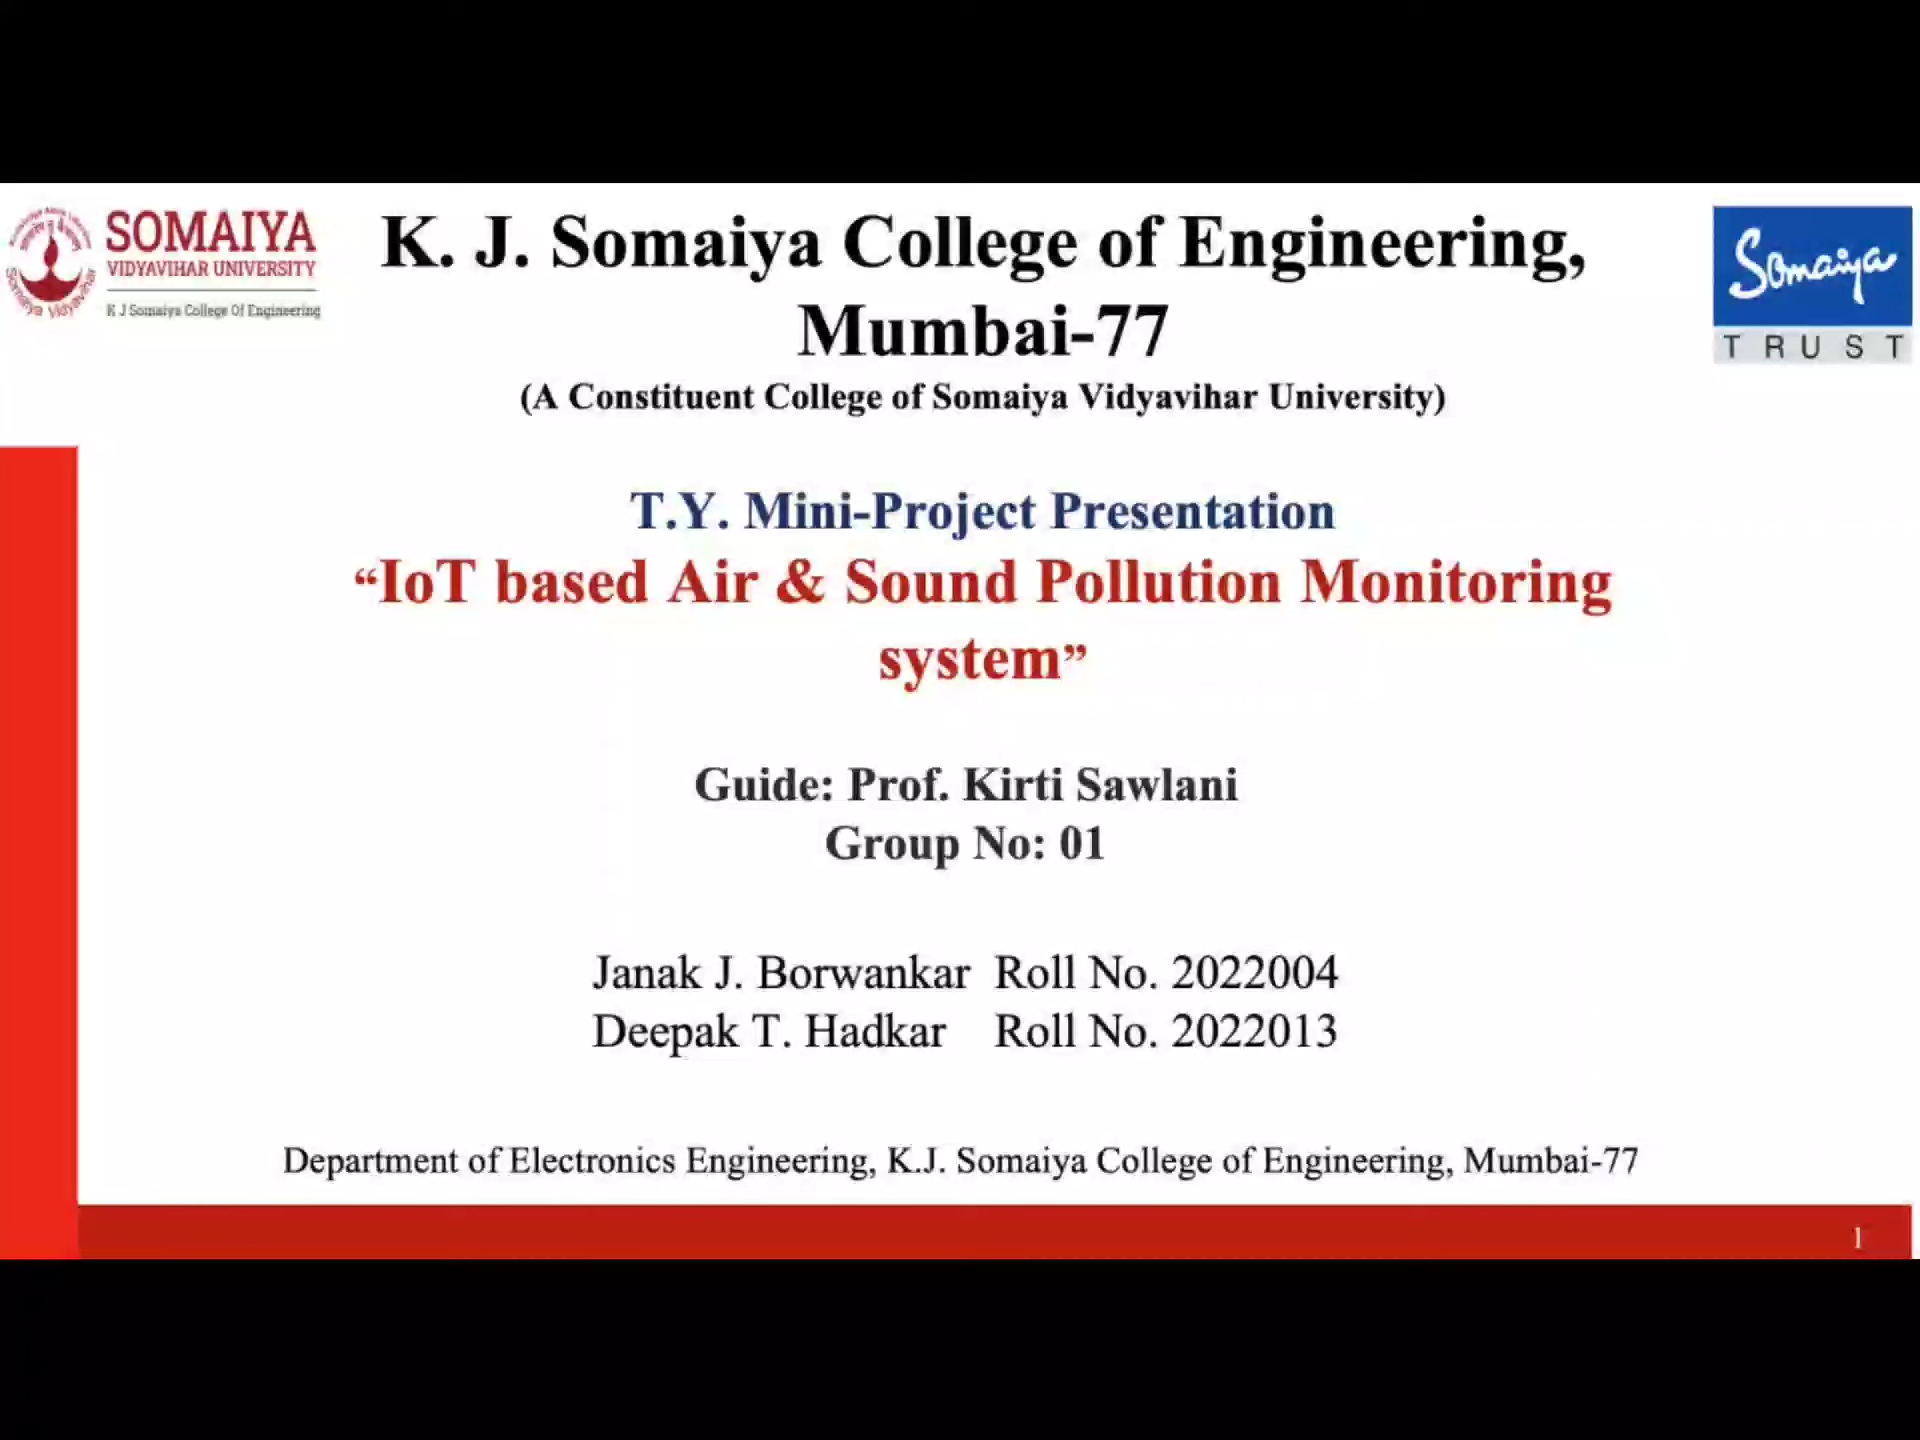 SOMAIYA
VIDYAVIHAR UNIVERSITY
K J Somaiya College Of Engineering
K. J. Somaiya College of Engineering,
Mumbai-77
(A Constituent College of Somaiya Vidyavihar University)
Somaiya
TRUST
T.Y. Mini-Project Presentation
“IoT based Air & Sound Pollution Monitoring
system”
Guide: Prof. Kirti Sawlani
Group No: 01
Janak J. Borwankar Roll No. 2022004
Deepak T. Hadkar Roll No. 2022013
Department of Electronics Engineering, K.J. Somaiya College of Engineering, Mumbai-77
1